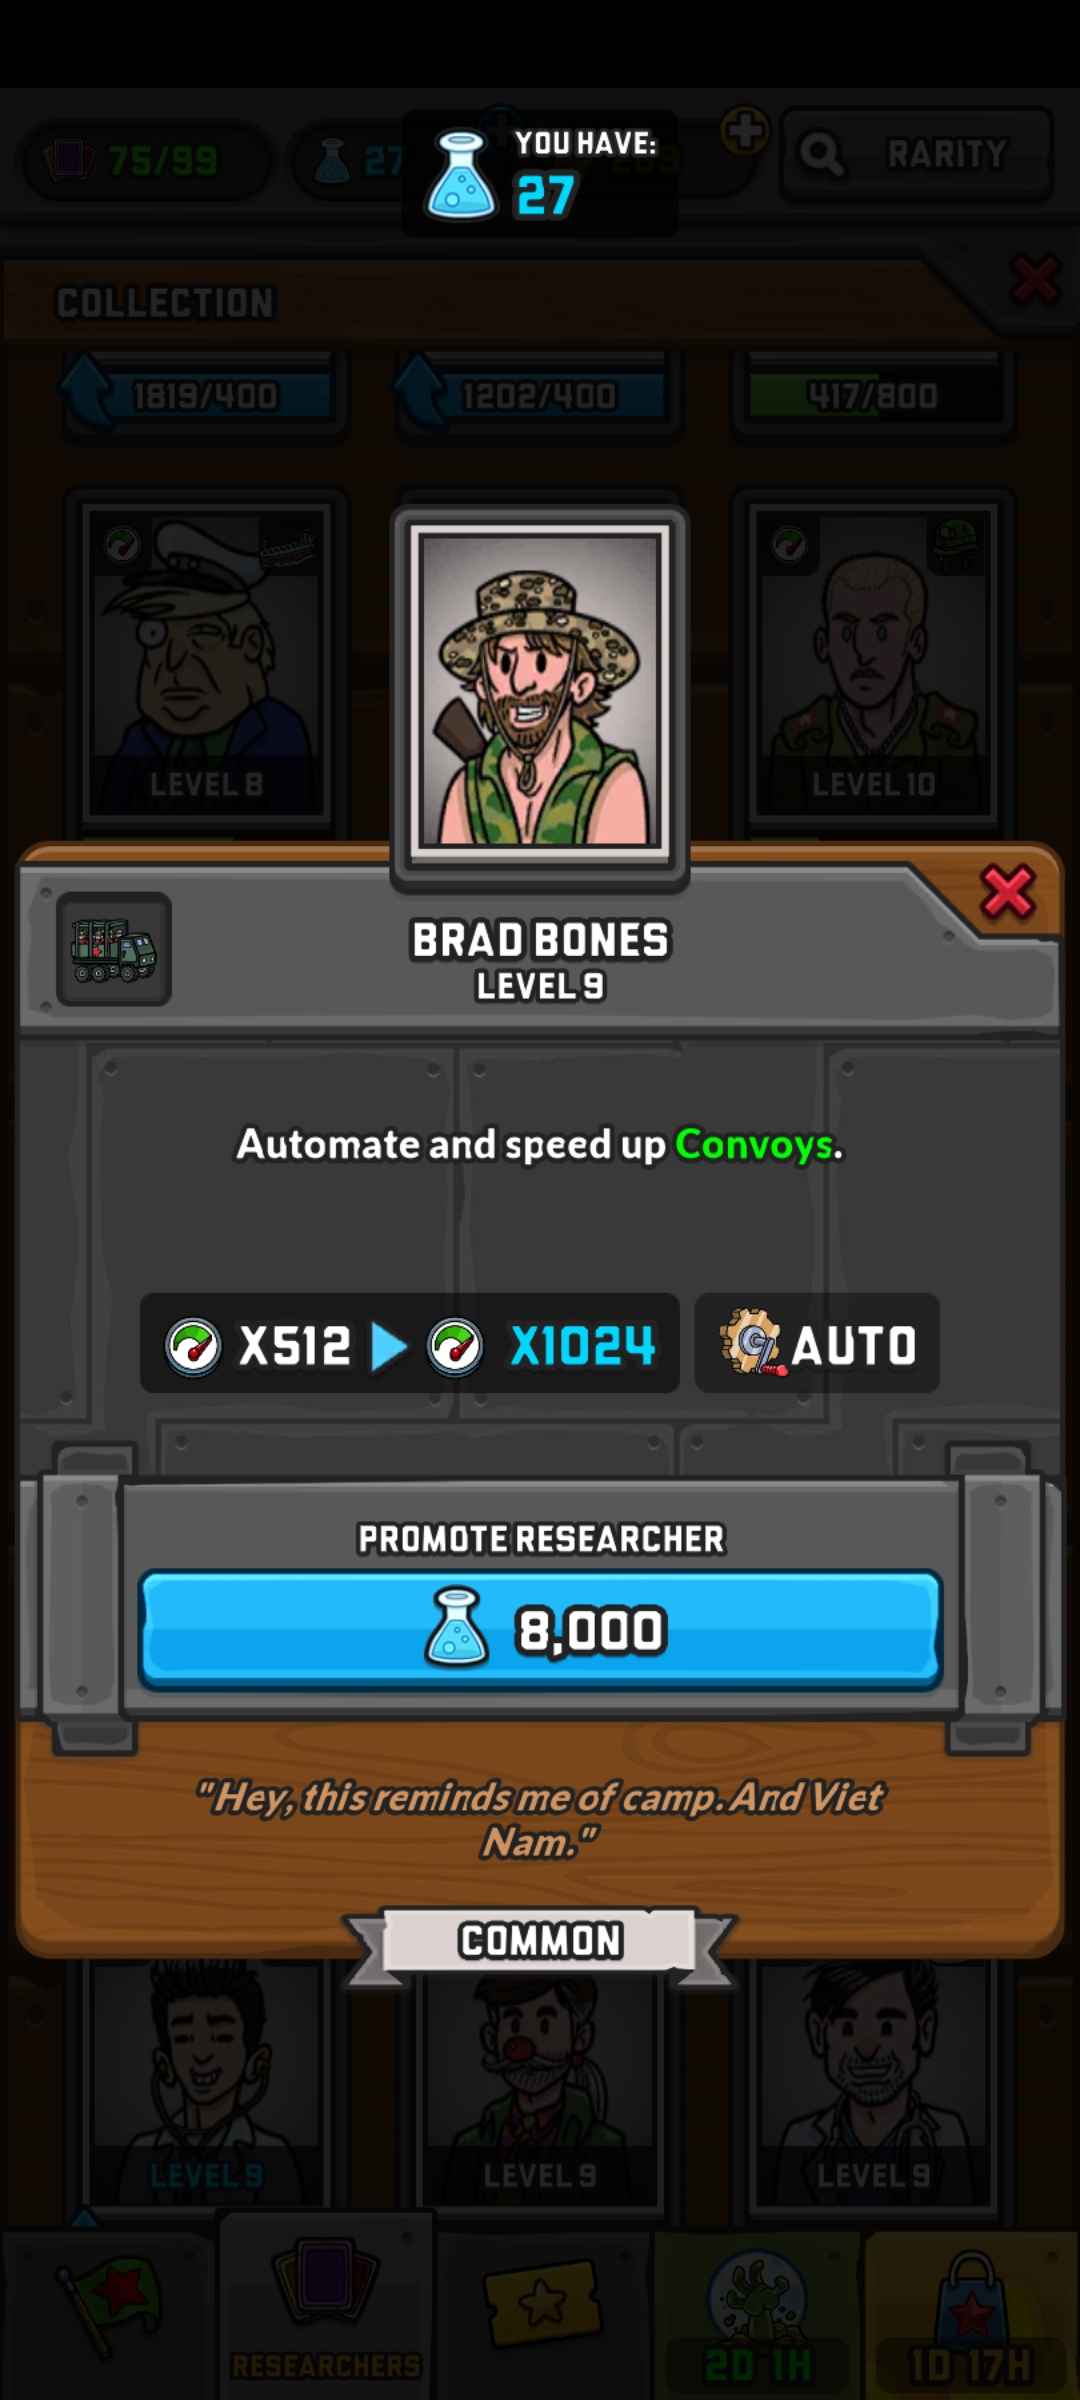 75/99
27
YOU HAVE:
27
RARITY
COLLECTION
1819/400
1202/400
417/800
LEVEL 8
LEVEL 10
BRAD BONES
LEVEL 9
Automate and speed up Convoys.
X512
X1024
AUTO
PROMOTE RESEARCHER
8,000
"Hey, this reminds me of camp. And Viet
Nam."
COMMON
LEVEL 9
LEVEL 9
LEVEL 9
RESEARCHERS
2D 1H
1D 17H